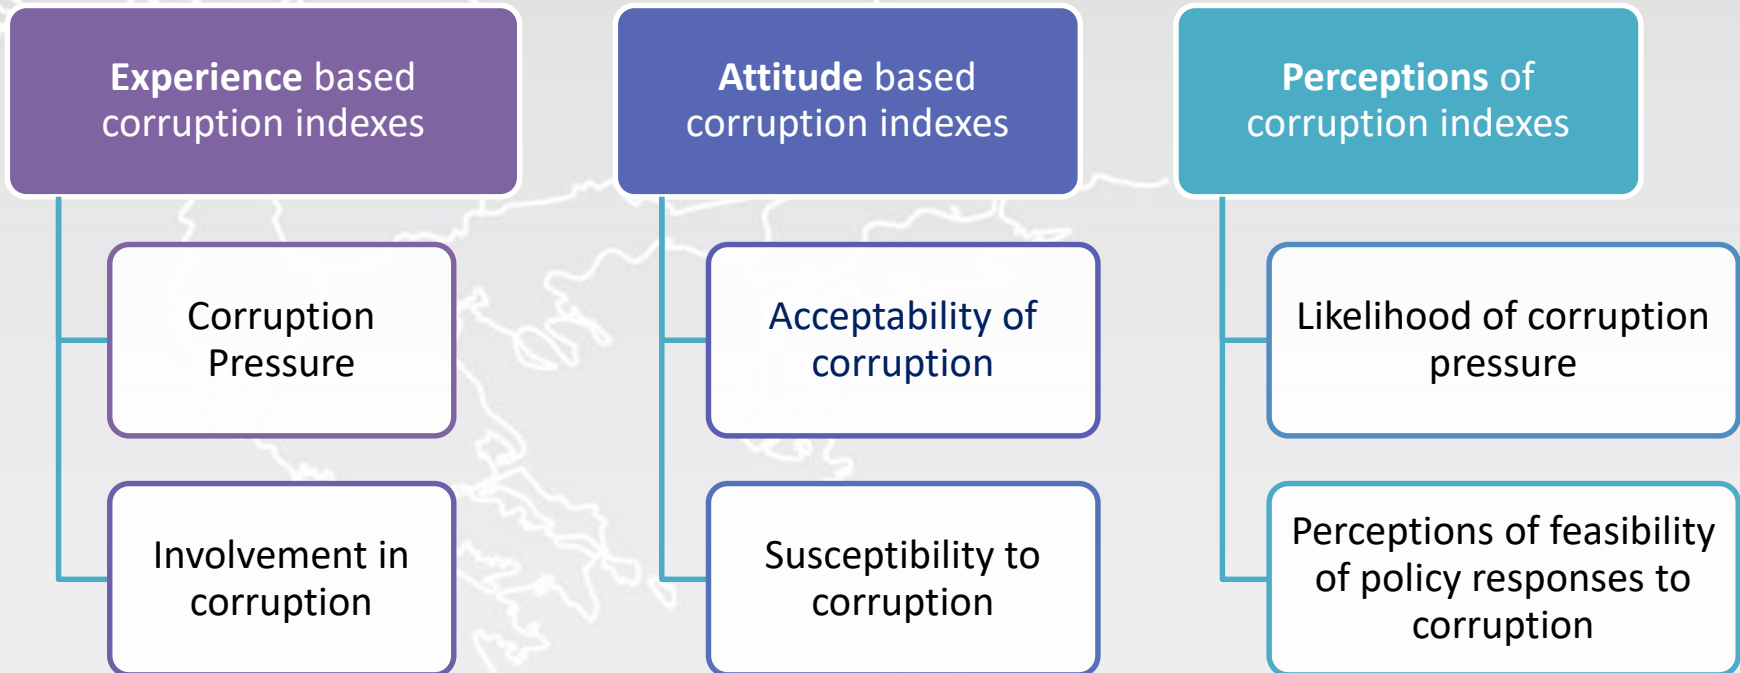 Experience based
corruption indexes
Corruption
Pressure
Involvement in
corruption
Attitude based
corruption indexes
Acceptability of
corruption
Susceptibility to
corruption
Perceptions of
corruption indexes
Likelihood of corruption
pressure
Perceptions of feasibility
of policy responses to
corruption